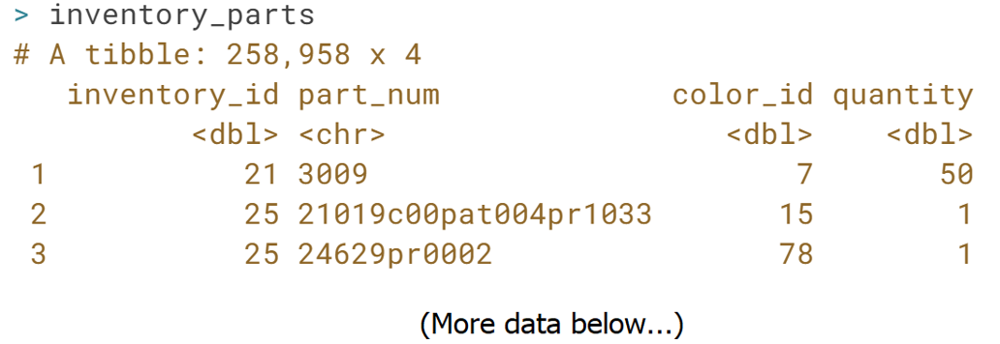 > inventory_parts
# A tibble: 258,958 x 4
inventory_id part_num color_id quantity
<dbl> <chr> <dbl> <dbl>
1 21 3009 7 50
2 25 21019c00pat004pr1033 15 1
3 25 24629pr0002 78 1
(More data below...)